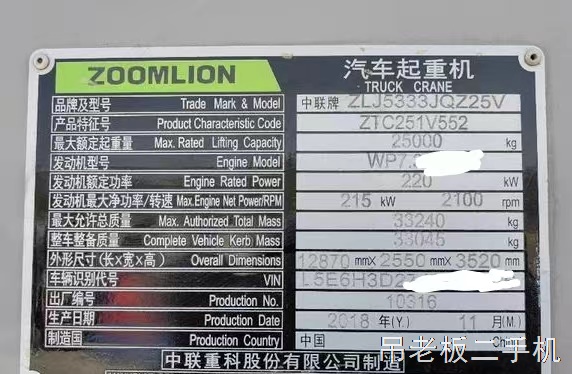 ZOOMLION 汽车起重机
TRUCK CRANE
品牌及型号 Trade Mark & Model 中联牌 ZLJ5333JQZ25V
产品特征号 Product Characteristic Code ZTC251V552
最大额定起重量 Max. Rated Lifting Capacity 25000 kg
发动机型号 Engine Model WP7.
发动机额定功率 Engine Rated Power 220 kW
发动机最大净功率/转速 Max.Engine Net Power/RPM 215 kW 2100 rpm
最大允许总质量 Max. Authorized Total Mass 33240 kg
整车整备质量 Complete Vehicle Kerb Mass 33045 kg
外形尺寸(长×宽×高) Overall Dimensions 12870 mm× 2550 mm× 3520 mm
车辆识别代号 VIN L5E6H3D2
出厂编号 Production No. 10316
生产日期 Production Date 2018 年(Y.) 11 月(M.)
制造国 Production Country 中国
中联重科股份有限公司制造
吊老板二手机